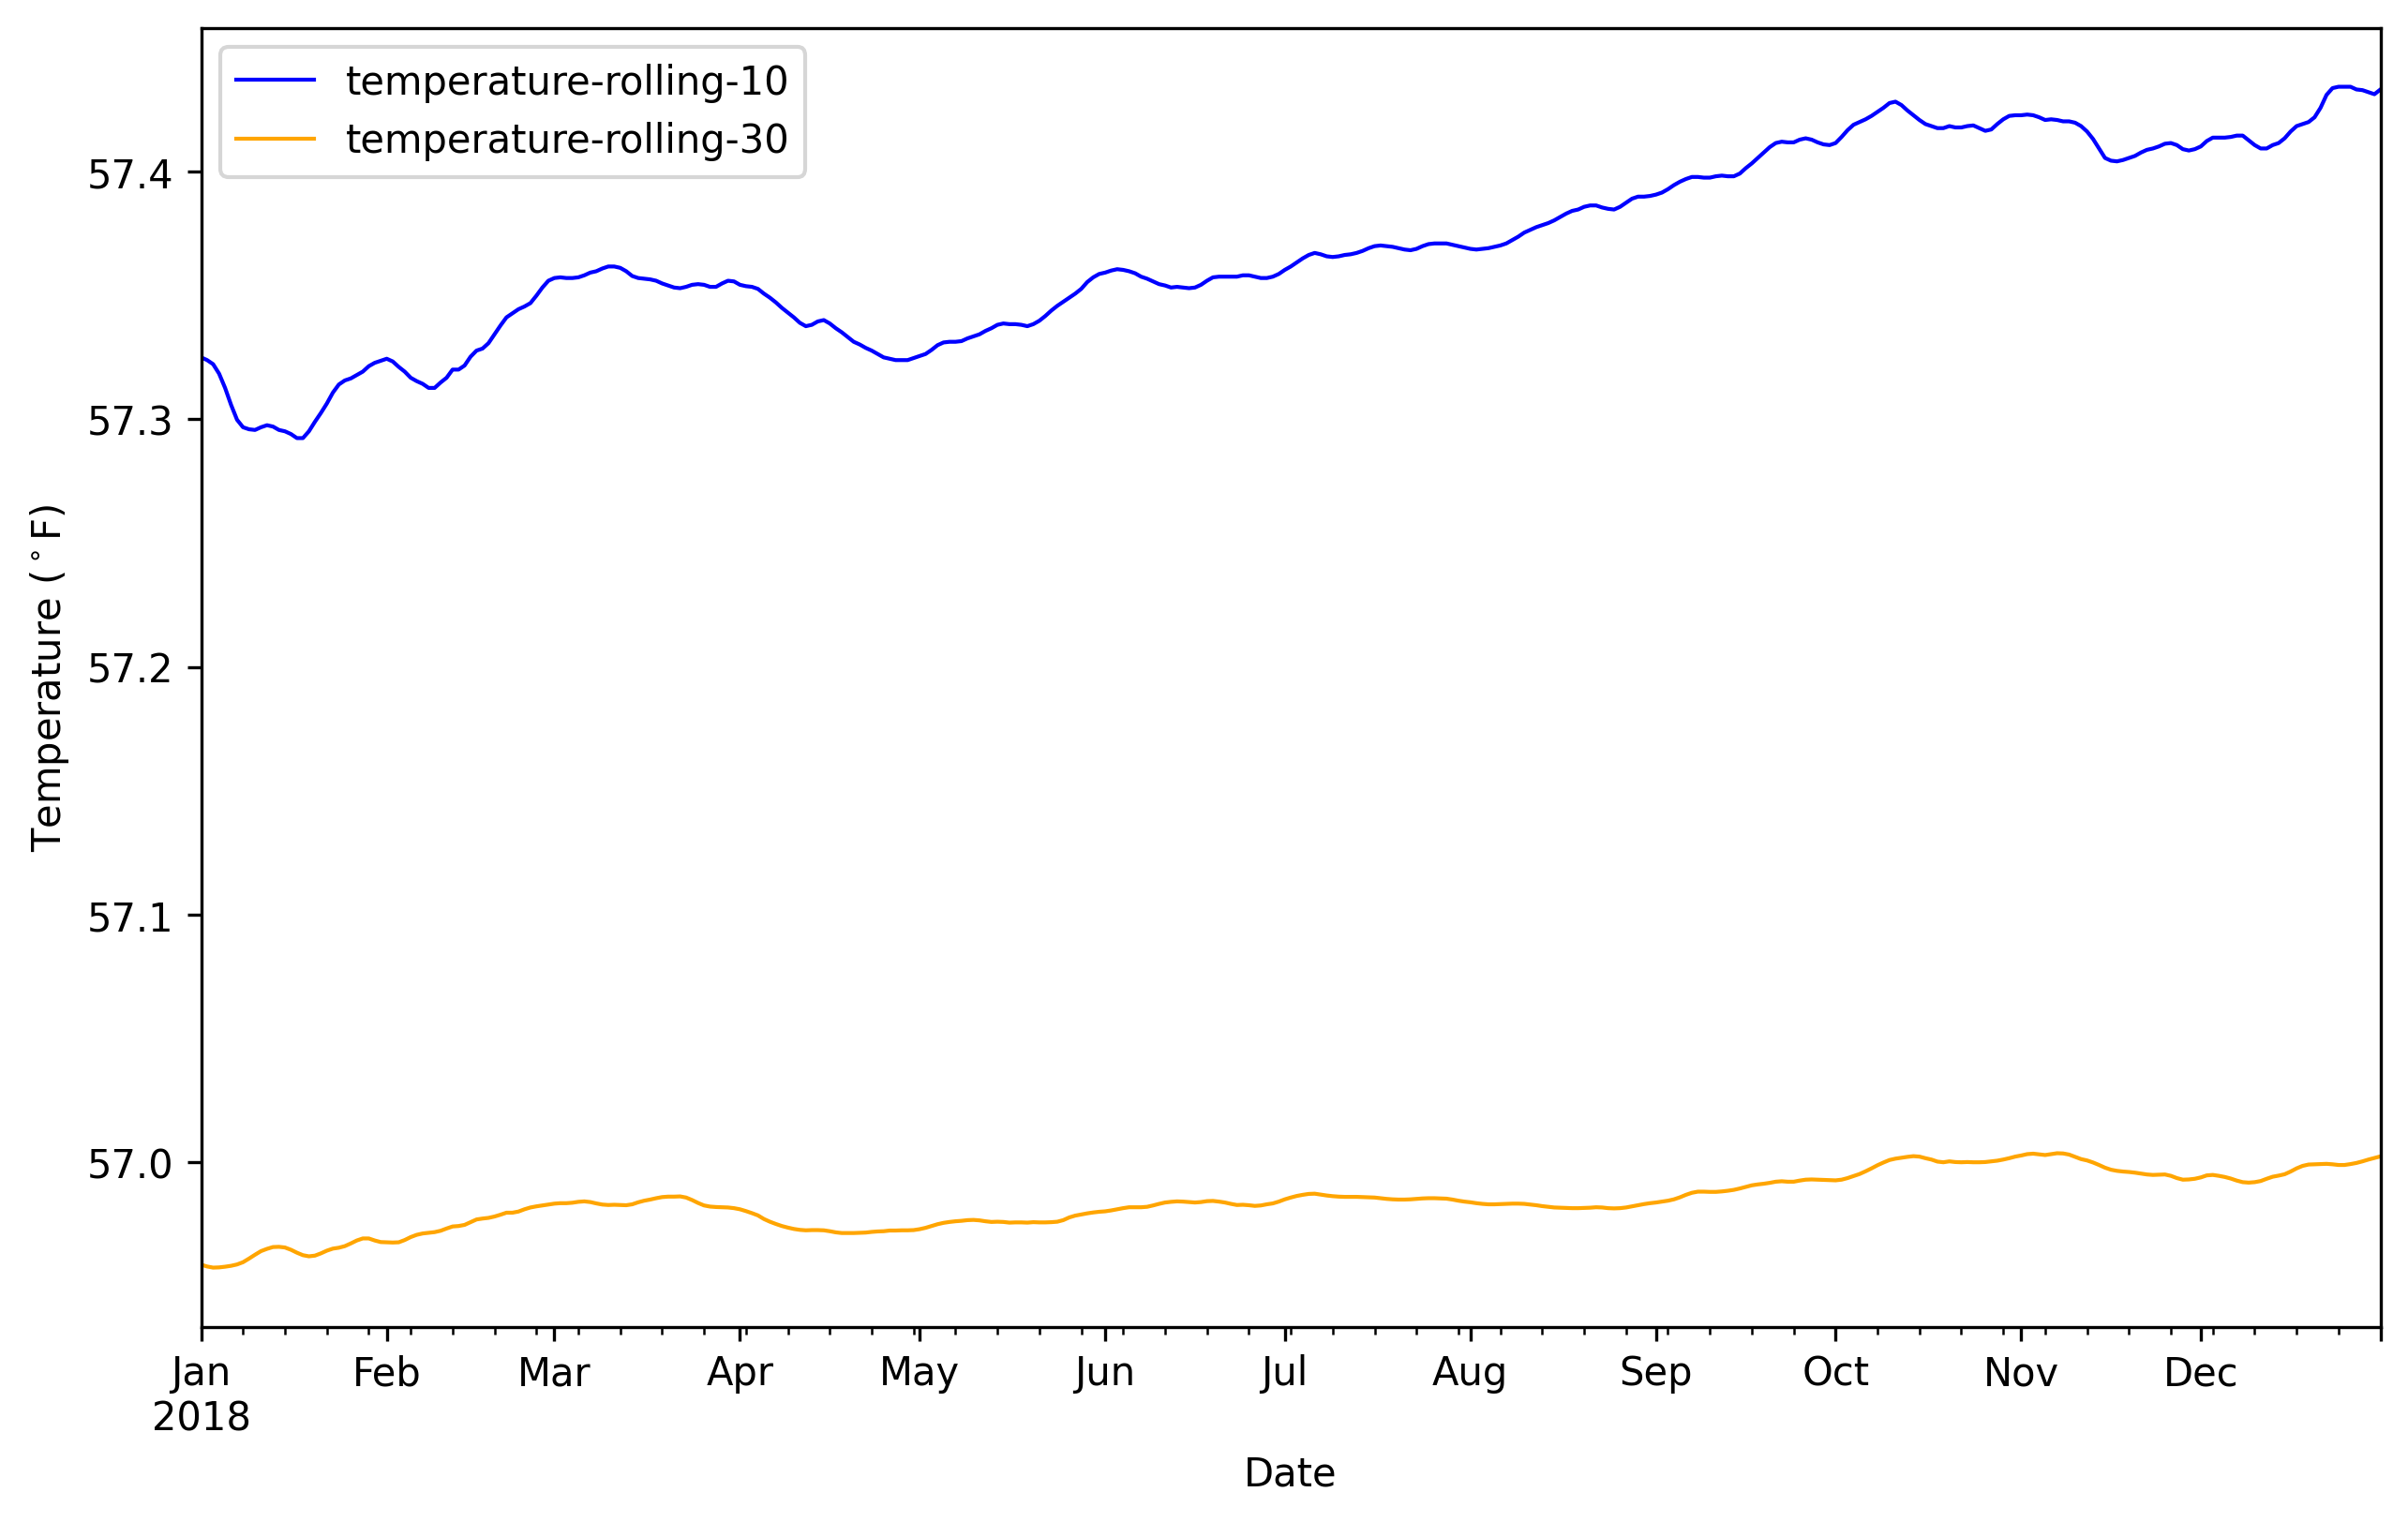 temperature-rolling-10
temperature-rolling-30
57.4
57.3
57.2
57.1
57.0
Temperature (°F)
Jan Feb Mar Apr May Jun Jul Aug Sep Oct Nov Dec
2018
Date